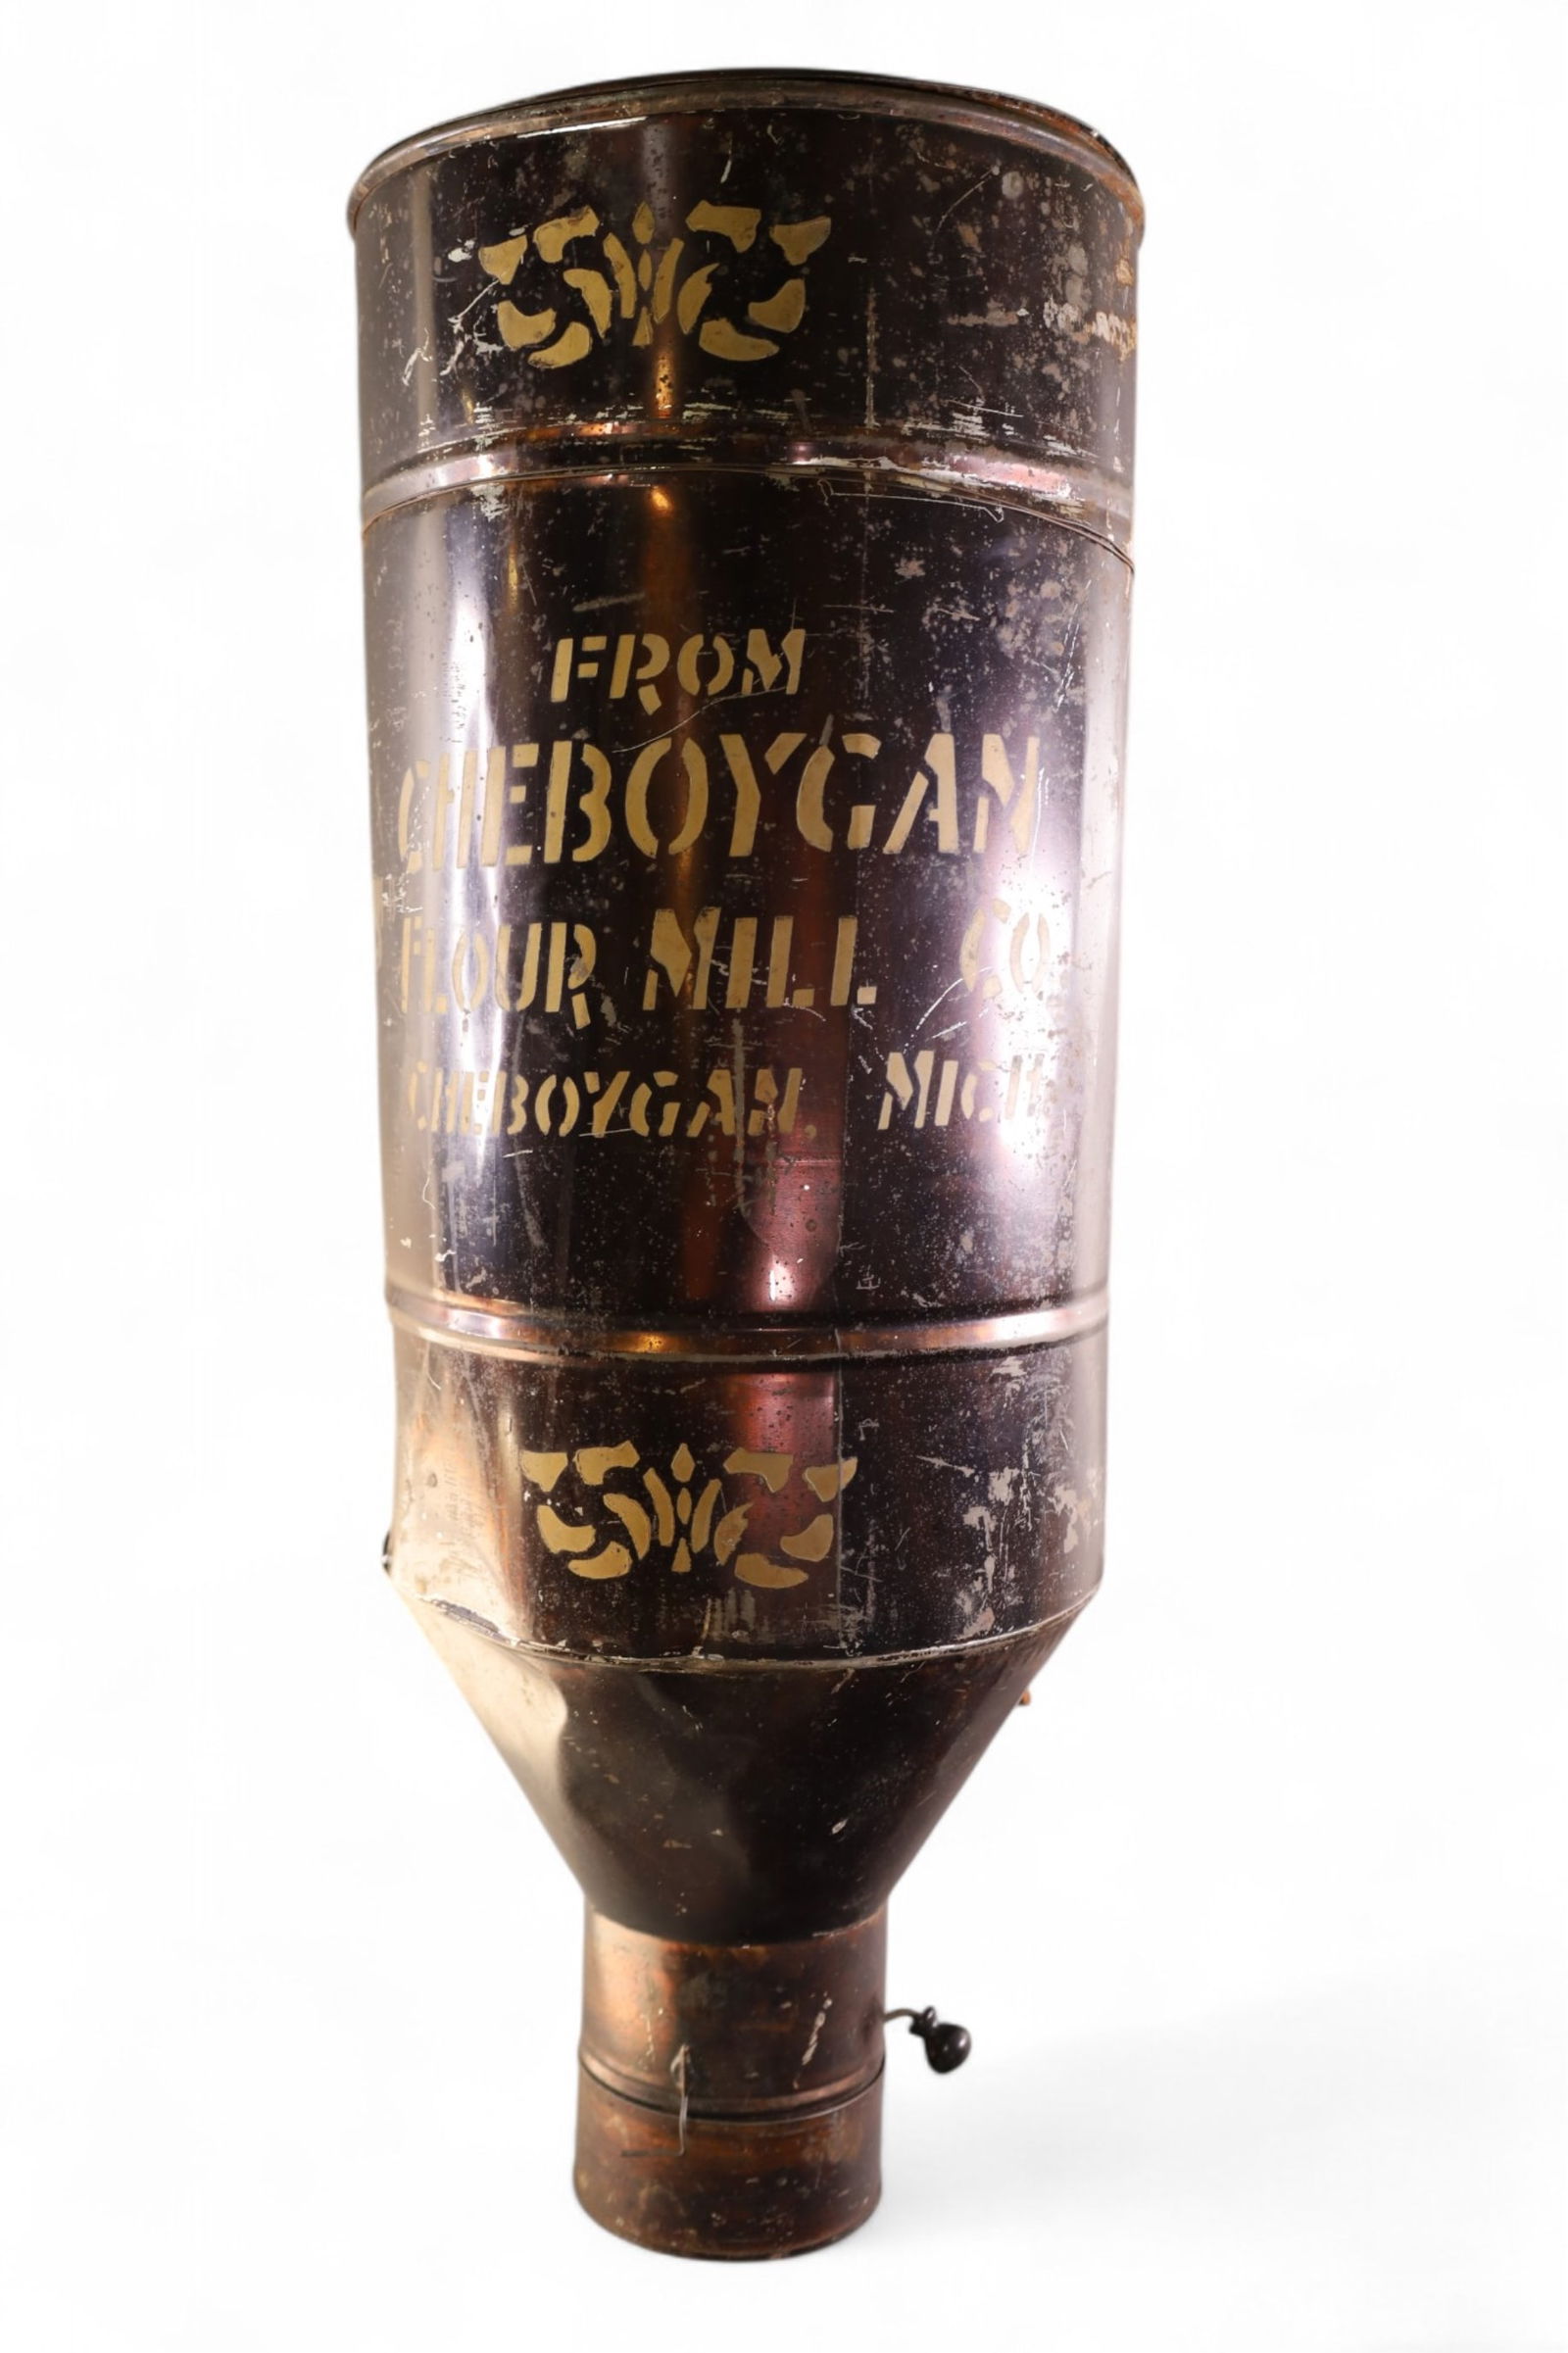 FROM
CHEBOYGAN
FLOUR MILL CO.
CHEBOYGAN, MICH.